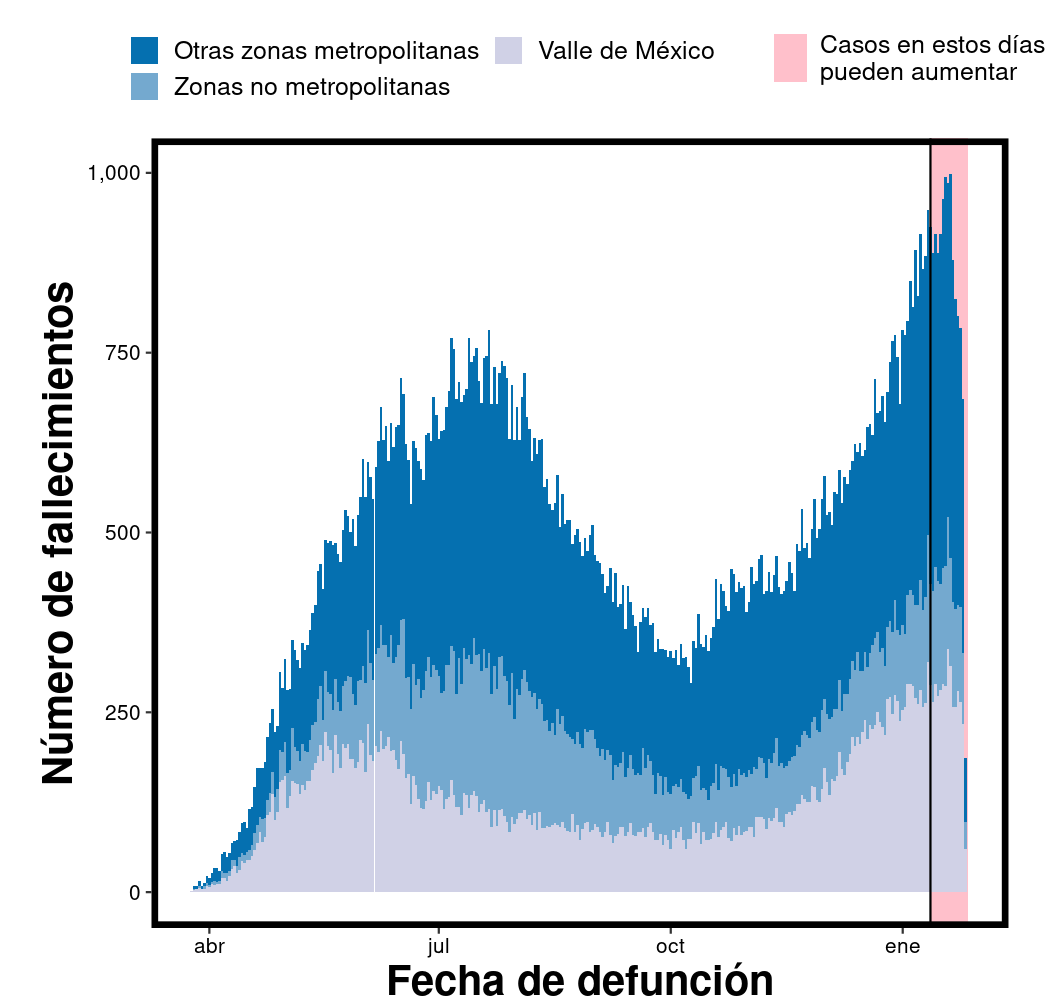 Otras zonas metropolitanas
Zonas no metropolitanas
Valle de México
Casos en estos días
pueden aumentar
Número de fallecimientos
1,000
750
500
250
0
abr
jul
oct
ene
Fecha de defunción